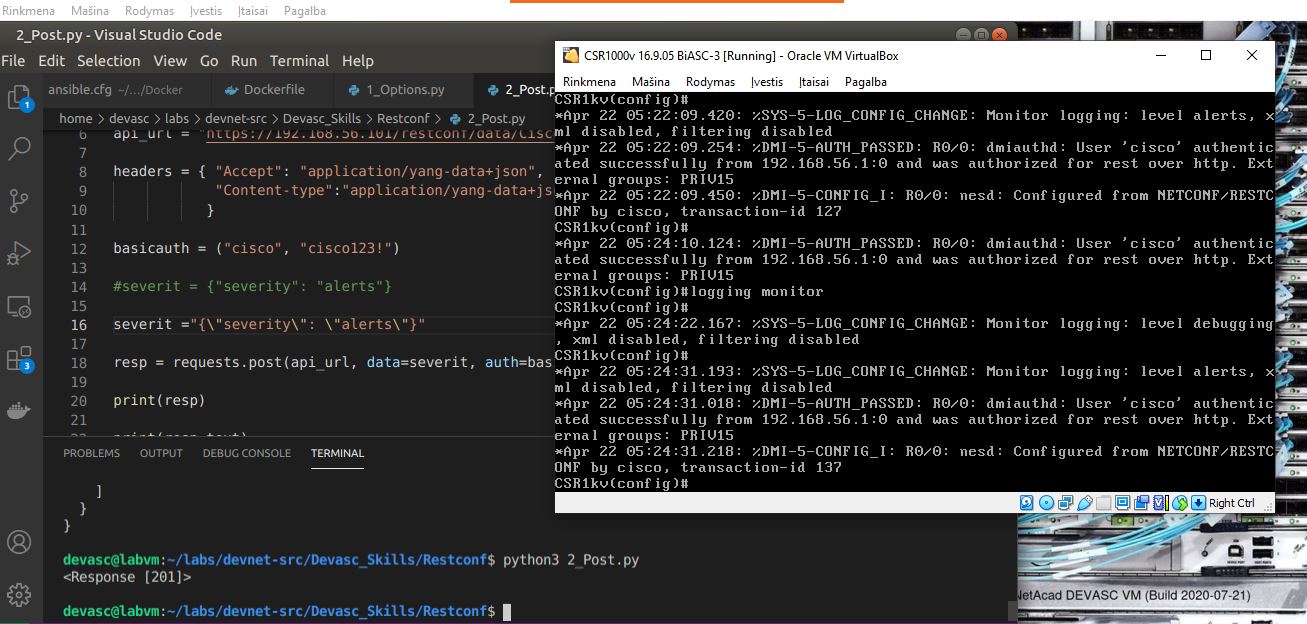 Rinkmena Mašina Rodymas Įvestis Įtaisai Pagalba
2_Post.py - Visual Studio Code
File Edit Selection View Go Run Terminal Help
ansible.cfg ~/.../Docker Dockerfile 1_Options.py 2_Post.p
home > devasc > labs > devnet-src > Devasc_Skills > Restconf > 2_Post.py
6 api_url = "https://192.168.56.101/restconf/data/Cisc
7
8 headers = { "Accept": "application/yang-data+json",
9 "Content-type":"application/yang-data+js
10 }
11
12 basicauth = ("cisco", "cisco123!")
13
14 #severit = {"severity": "alerts"}
15
16 severit ="{\"severity\": \"alerts\"}"
17
18 resp = requests.post(api_url, data=severit, auth=bas
19
20 print(resp)
21
22 print(resp.text)
1
3
PROBLEMS OUTPUT DEBUG CONSOLE TERMINAL
]
}
}
devasc@labvm:~/labs/devnet-src/Devasc_Skills/Restconf$ python3 2_Post.py
<Response [201]>
devasc@labvm:~/labs/devnet-src/Devasc_Skills/Restconf$
CSR1000v 16.9.05 BiASC-3 [Running] - Oracle VM VirtualBox
Rinkmena Mašina Rodymas Įvestis Įtaisai Pagalba
CSR1kv(config)#
*Apr 22 05:22:09.420: %SYS-5-LOG_CONFIG_CHANGE: Monitor logging: level alerts, x
ml disabled, filtering disabled
*Apr 22 05:22:09.254: %DMI-5-AUTH_PASSED: R0/0: dmiauthd: User 'cisco' authentic
ated successfully from 192.168.56.1:0 and was authorized for rest over http. Ext
ernal groups: PRIV15
*Apr 22 05:22:09.450: %DMI-5-CONFIG_I: R0/0: nesd: Configured from NETCONF/RESTC
ONF by cisco, transaction-id 127
CSR1kv(config)#
*Apr 22 05:24:10.124: %DMI-5-AUTH_PASSED: R0/0: dmiauthd: User 'cisco' authentic
ated successfully from 192.168.56.1:0 and was authorized for rest over http. Ext
ernal groups: PRIV15
CSR1kv(config)#logging monitor
CSR1kv(config)#
*Apr 22 05:24:22.167: %SYS-5-LOG_CONFIG_CHANGE: Monitor logging: level debugging
, xml disabled, filtering disabled
CSR1kv(config)#
*Apr 22 05:24:31.193: %SYS-5-LOG_CONFIG_CHANGE: Monitor logging: level alerts, x
ml disabled, filtering disabled
*Apr 22 05:24:31.018: %DMI-5-AUTH_PASSED: R0/0: dmiauthd: User 'cisco' authentic
ated successfully from 192.168.56.1:0 and was authorized for rest over http. Ext
ernal groups: PRIV15
*Apr 22 05:24:31.218: %DMI-5-CONFIG_I: R0/0: nesd: Configured from NETCONF/RESTC
ONF by cisco, transaction-id 137
CSR1kv(config)#
Right Ctrl
NetAcad DEVASC VM (Build 2020-07-21)